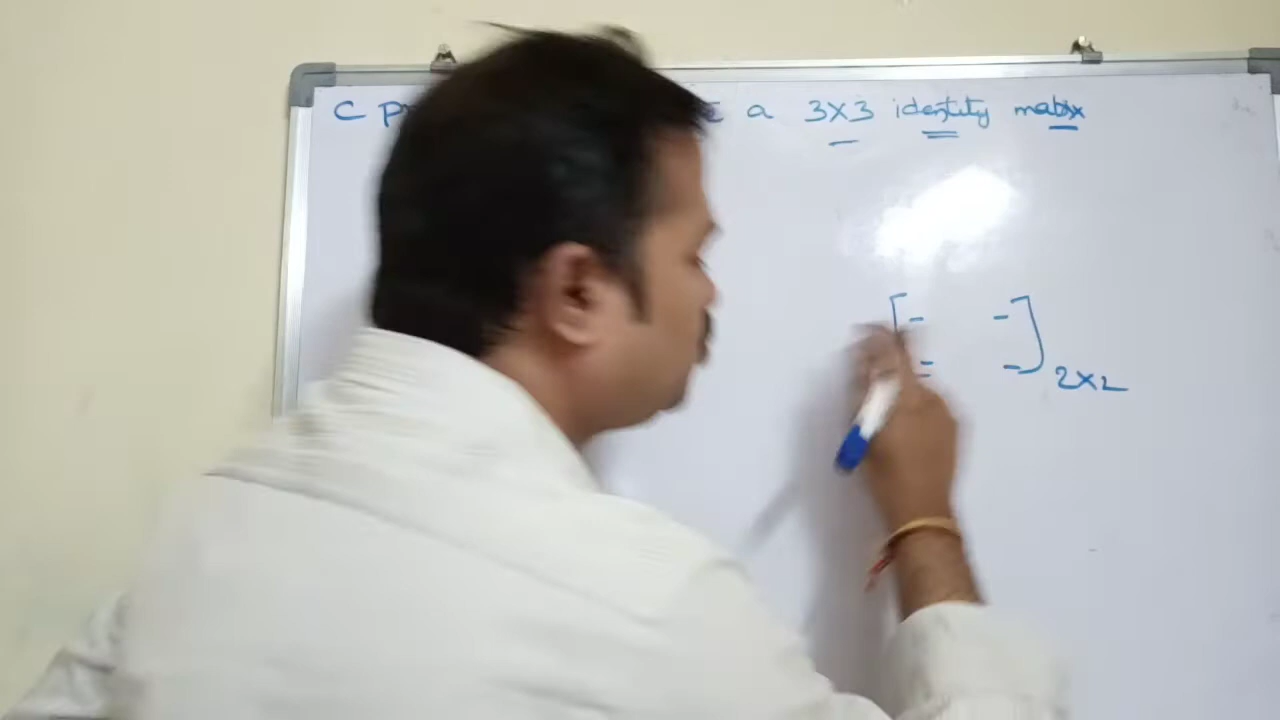 C a 3X3 identity matrix
[- -]
= -
2X2